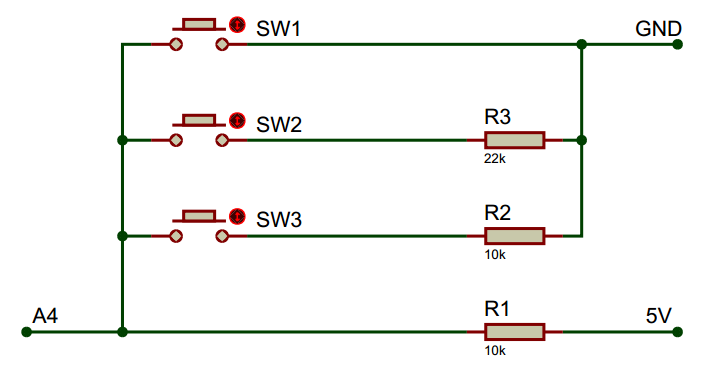 SW1 GND
SW2 R3
22k
SW3 R2
10k
A4 R1 5V
10k